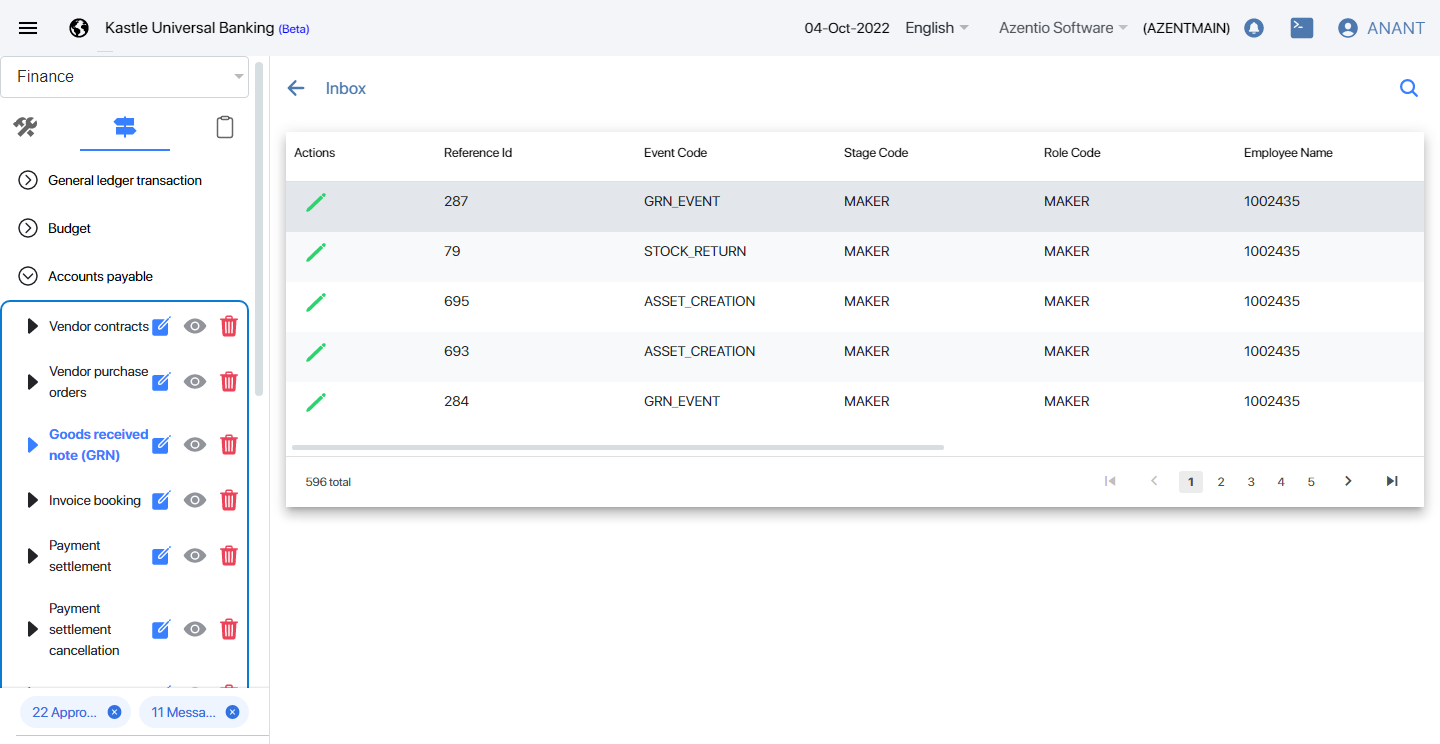 Kastle Universal Banking (Beta)
04-Oct-2022
English
Azentio Software
(AZENTMAIN)
ANANT
Finance
General ledger transaction
Budget
Accounts payable
Vendor contracts
Vendor purchase
orders
Goods received
note (GRN)
Invoice booking
Payment
settlement
Payment
settlement
cancellation
22 Appro...
11 Messa...
Inbox
Actions Reference Id Event Code Stage Code Role Code Employee Name
287 GRN_EVENT MAKER MAKER 1002435
79 STOCK_RETURN MAKER MAKER 1002435
695 ASSET_CREATION MAKER MAKER 1002435
693 ASSET_CREATION MAKER MAKER 1002435
284 GRN_EVENT MAKER MAKER 1002435
596 total
1 2 3 4 5